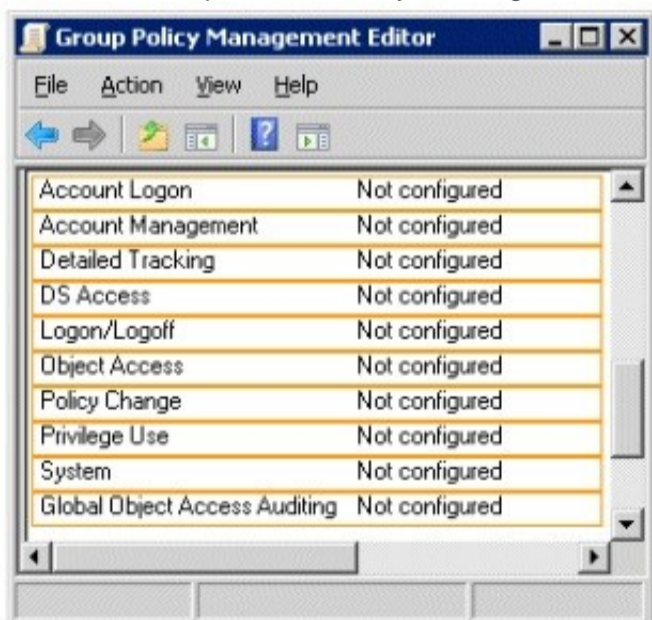 Group Policy Management Editor
File Action View Help
Account Logon Not configured
Account Management Not configured
Detailed Tracking Not configured
DS Access Not configured
Logon/Logoff Not configured
Object Access Not configured
Policy Change Not configured
Privilege Use Not configured
System Not configured
Global Object Access Auditing Not configured